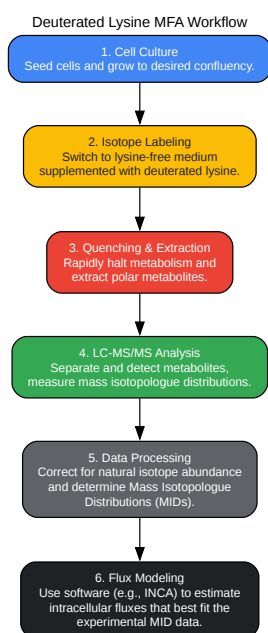 Deuterated Lysine MFA Workflow
1. Cell Culture
Seed cells and grow to desired confluency.
2. Isotope Labeling
Switch to lysine-free medium
supplemented with deuterated lysine.
3. Quenching & Extraction
Rapidly halt metabolism and
extract polar metabolites.
4. LC-MS/MS Analysis
Separate and detect metabolites,
measure mass isotopologue distributions.
5. Data Processing
Correct for natural isotope abundance
and determine Mass Isotopologue
Distributions (MIDs).
6. Flux Modeling
Use software (e.g., INCA) to estimate
intracellular fluxes that best fit the
experimental MID data.